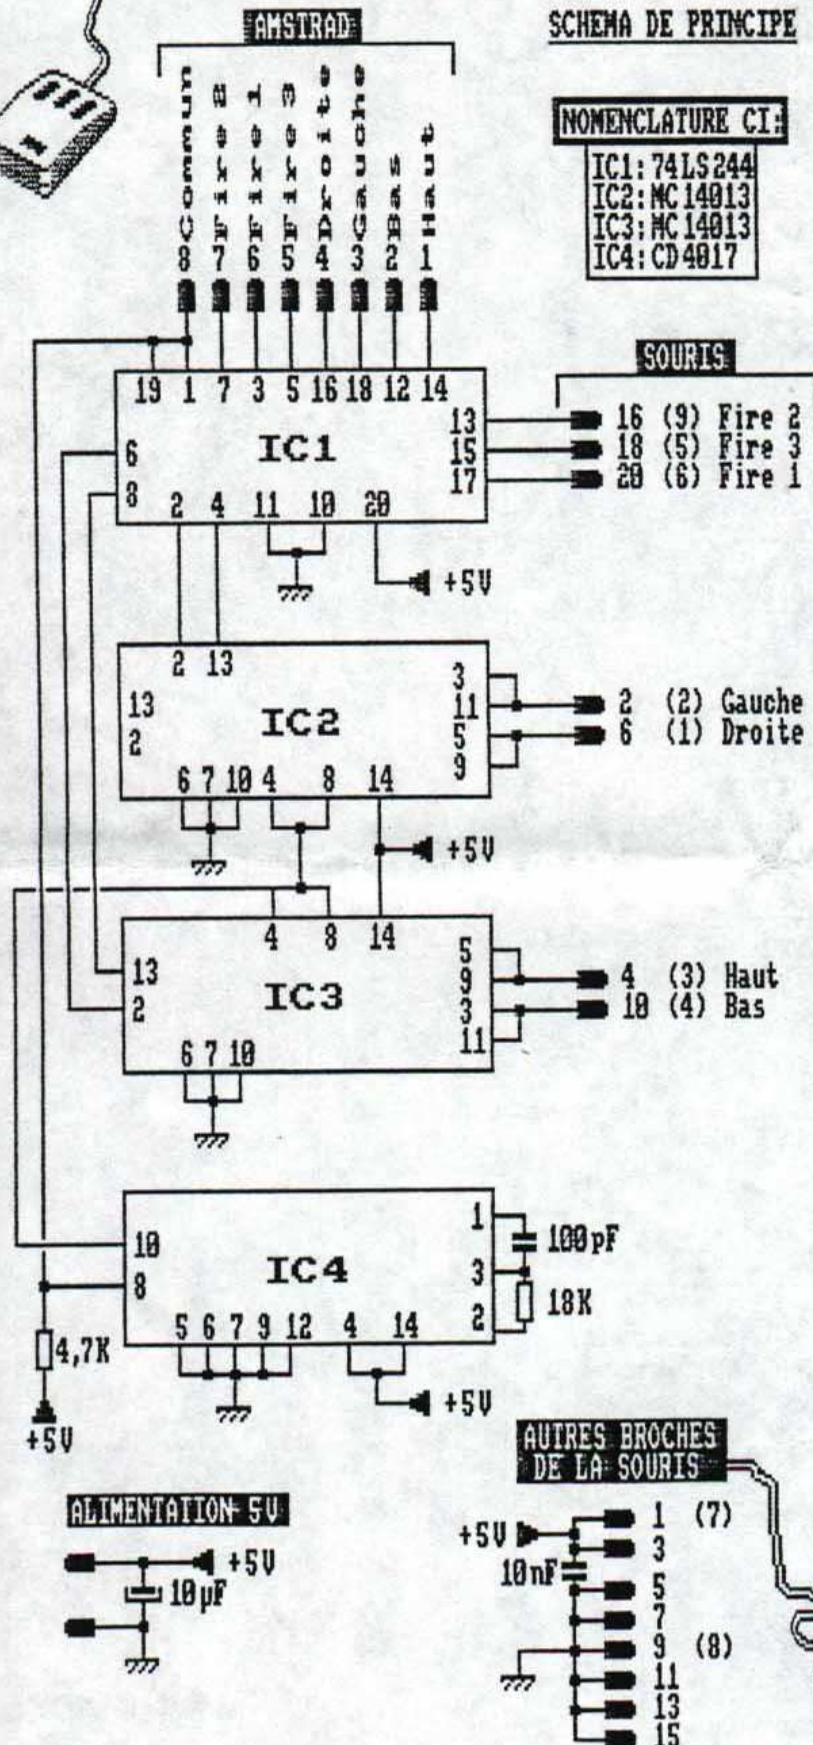 AMSTRAD
SCHEMA DE PRINCIPE
8 Commun
7 Fire 2
6 Fire 1
5 Fire 3
4 Droite
3 Gauche
2 Bas
1 Haut
NOMENCLATURE CI:
IC1: 74LS244
IC2: MC14013
IC3: MC14013
IC4: CD4017
SOURIS
19 1 7 3 5 16 18 12 14
13
15
17
16 (9) Fire 2
18 (5) Fire 3
20 (6) Fire 1
6
8
IC1
2 4 11 10 20
+5V
2 13
13
2
IC2
3
11
5
9
2 (2) Gauche
6 (1) Droite
6 7 10 4 8 14
+5V
4 8 14
13
2
IC3
5
9
3
11
4 (3) Haut
10 (4) Bas
6 7 10
10
8
IC4
1
3
2
100pF
18K
5 6 7 9 12 4 14
4,7K
+5V
+5V
ALIMENTATION 5V
+5V
10µF
AUTRES BROCHES
DE LA SOURIS
+5V
10nF
1 (7)
3
5
7
9 (8)
11
13
15